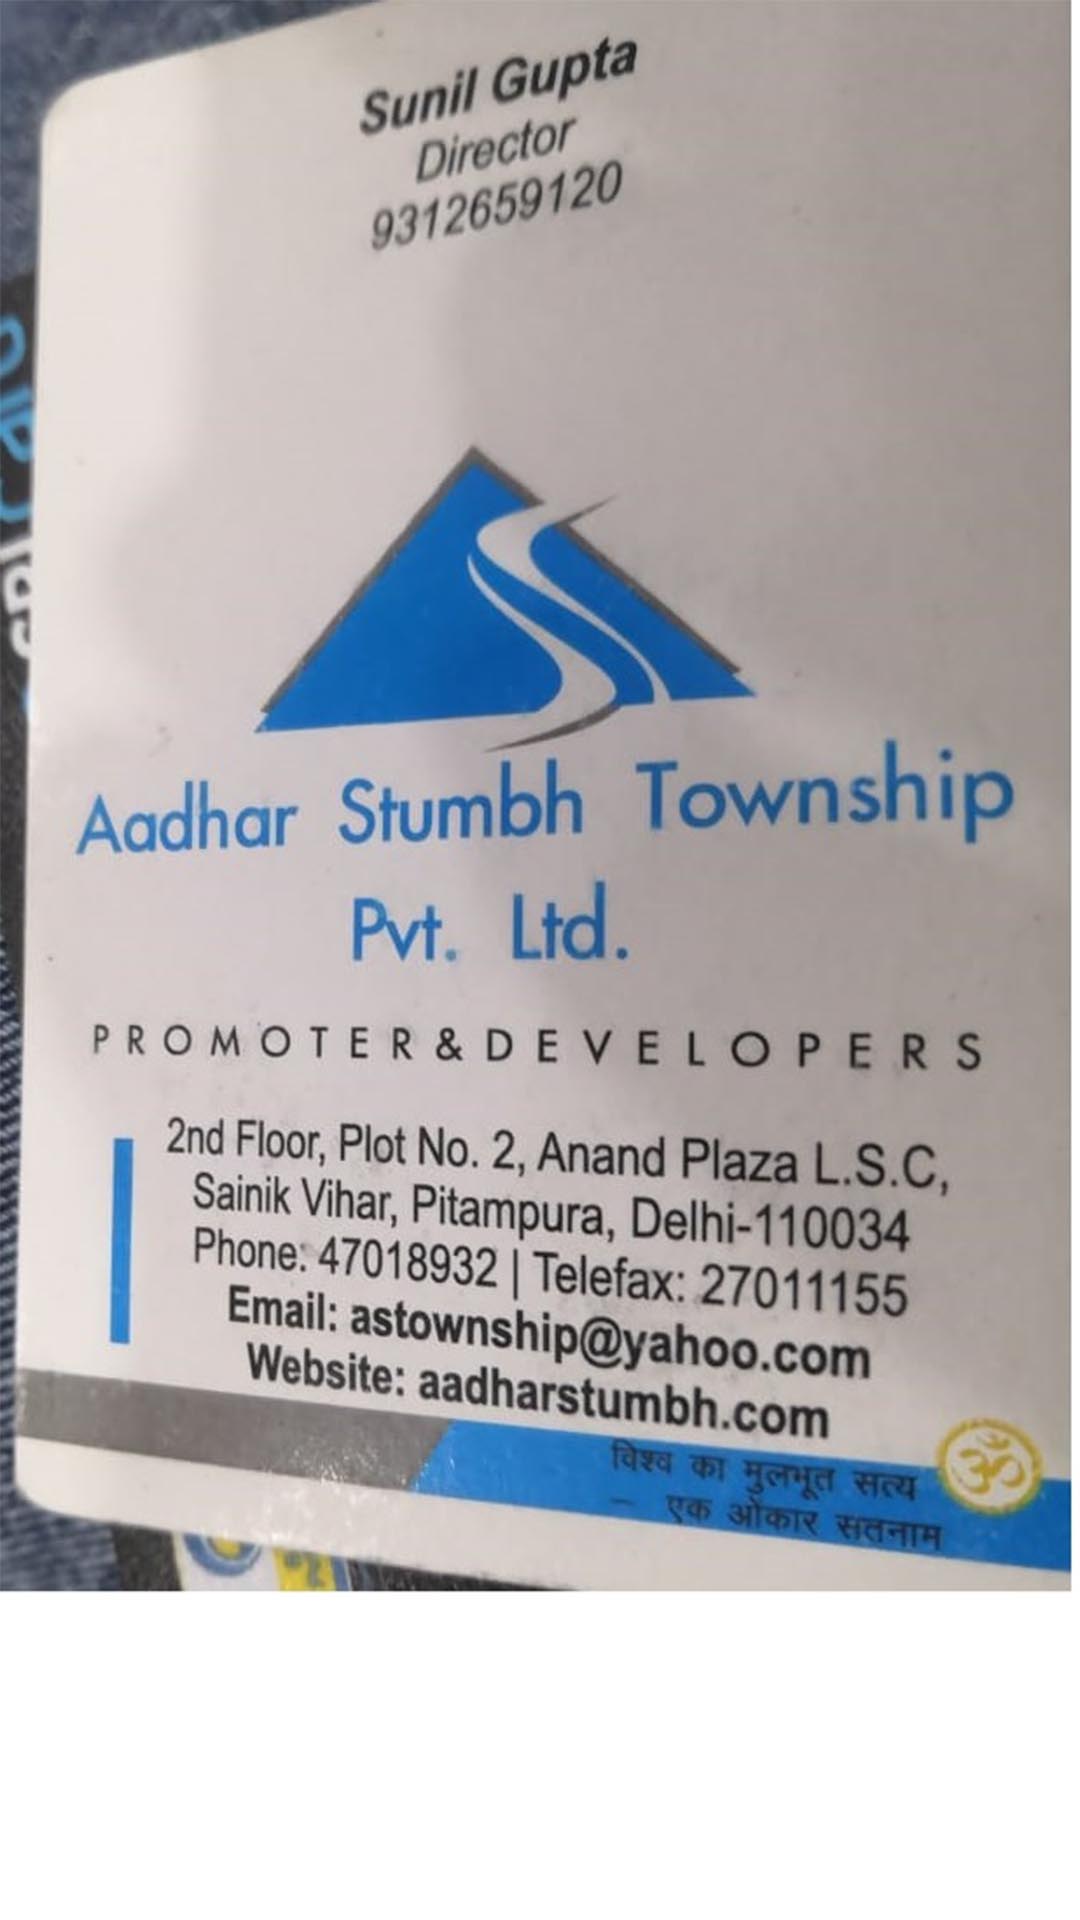 Sunil Gupta
Director
9312659120
Aadhar Stumbh Township
Pvt. Ltd.
PROMOTER&DEVELOPERS
2nd Floor, Plot No. 2, Anand Plaza L.S.C,
Sainik Vihar, Pitampura, Delhi-110034
Phone: 47018932 | Telefax: 27011155
Email: astownship@yahoo.com
Website: aadharstumbh.com
विश्व का मुलभूत सत्य
- एक ओंकार सतनाम
ॐ